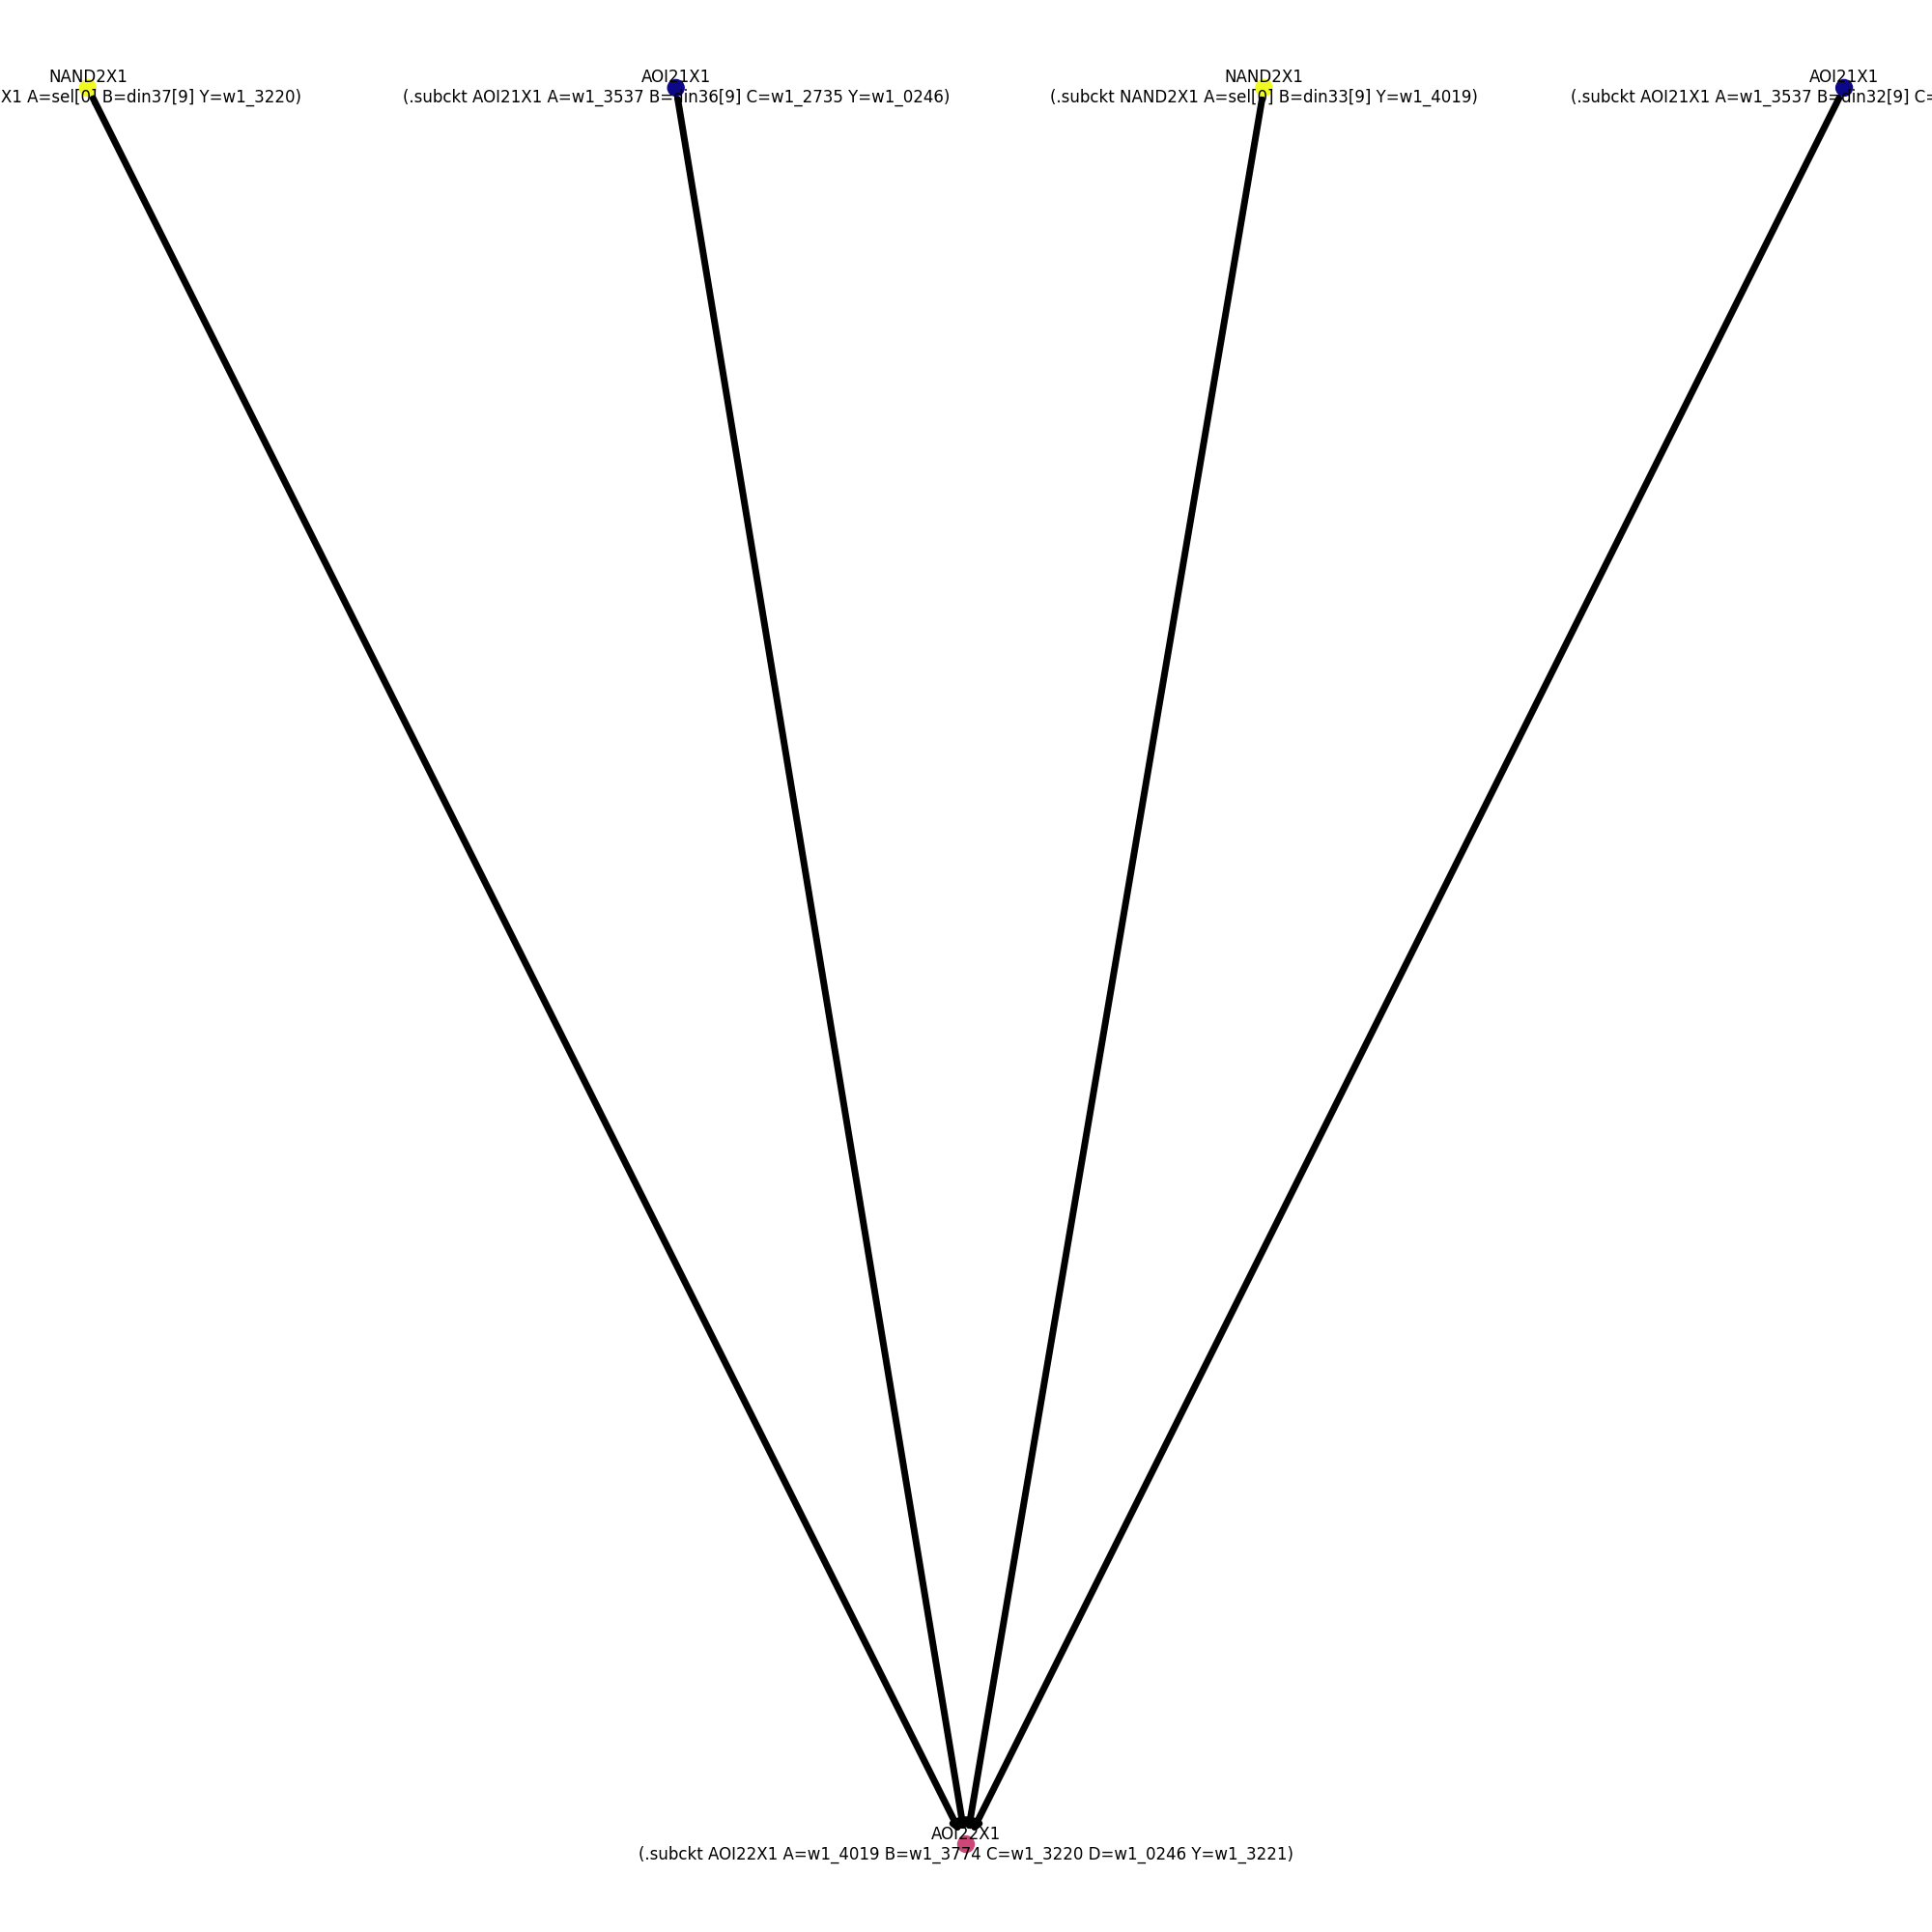 NAND2X1
X1 A=sel[0] B=din37[9] Y=w1_3220)
AOI21X1
(.subckt AOI21X1 A=w1_3537 B=din36[9] C=w1_2735 Y=w1_0246)
NAND2X1
(.subckt NAND2X1 A=sel[0] B=din33[9] Y=w1_4019)
AOI21X1
(.subckt AOI21X1 A=w1_3537 B=din32[9] C=
AOI22X1
(.subckt AOI22X1 A=w1_4019 B=w1_3774 C=w1_3220 D=w1_0246 Y=w1_3221)